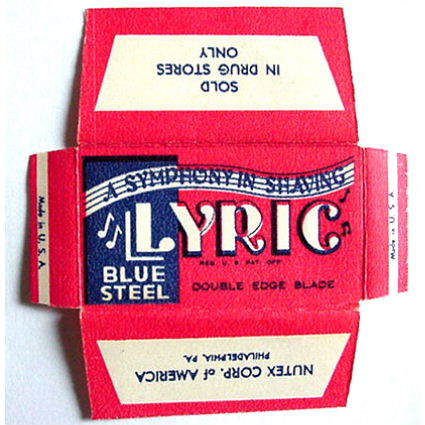 SOLD
IN DRUG STORES
ONLY
Made in U. S. A.
A SYMPHONY IN SHAVING
LYRIC
REG. U. S. PAT. OFF.
BLUE
STEEL
DOUBLE EDGE BLADE
Made in U. S. A.
NUTEX CORP. of AMERICA
PHILADELPHIA, PA.